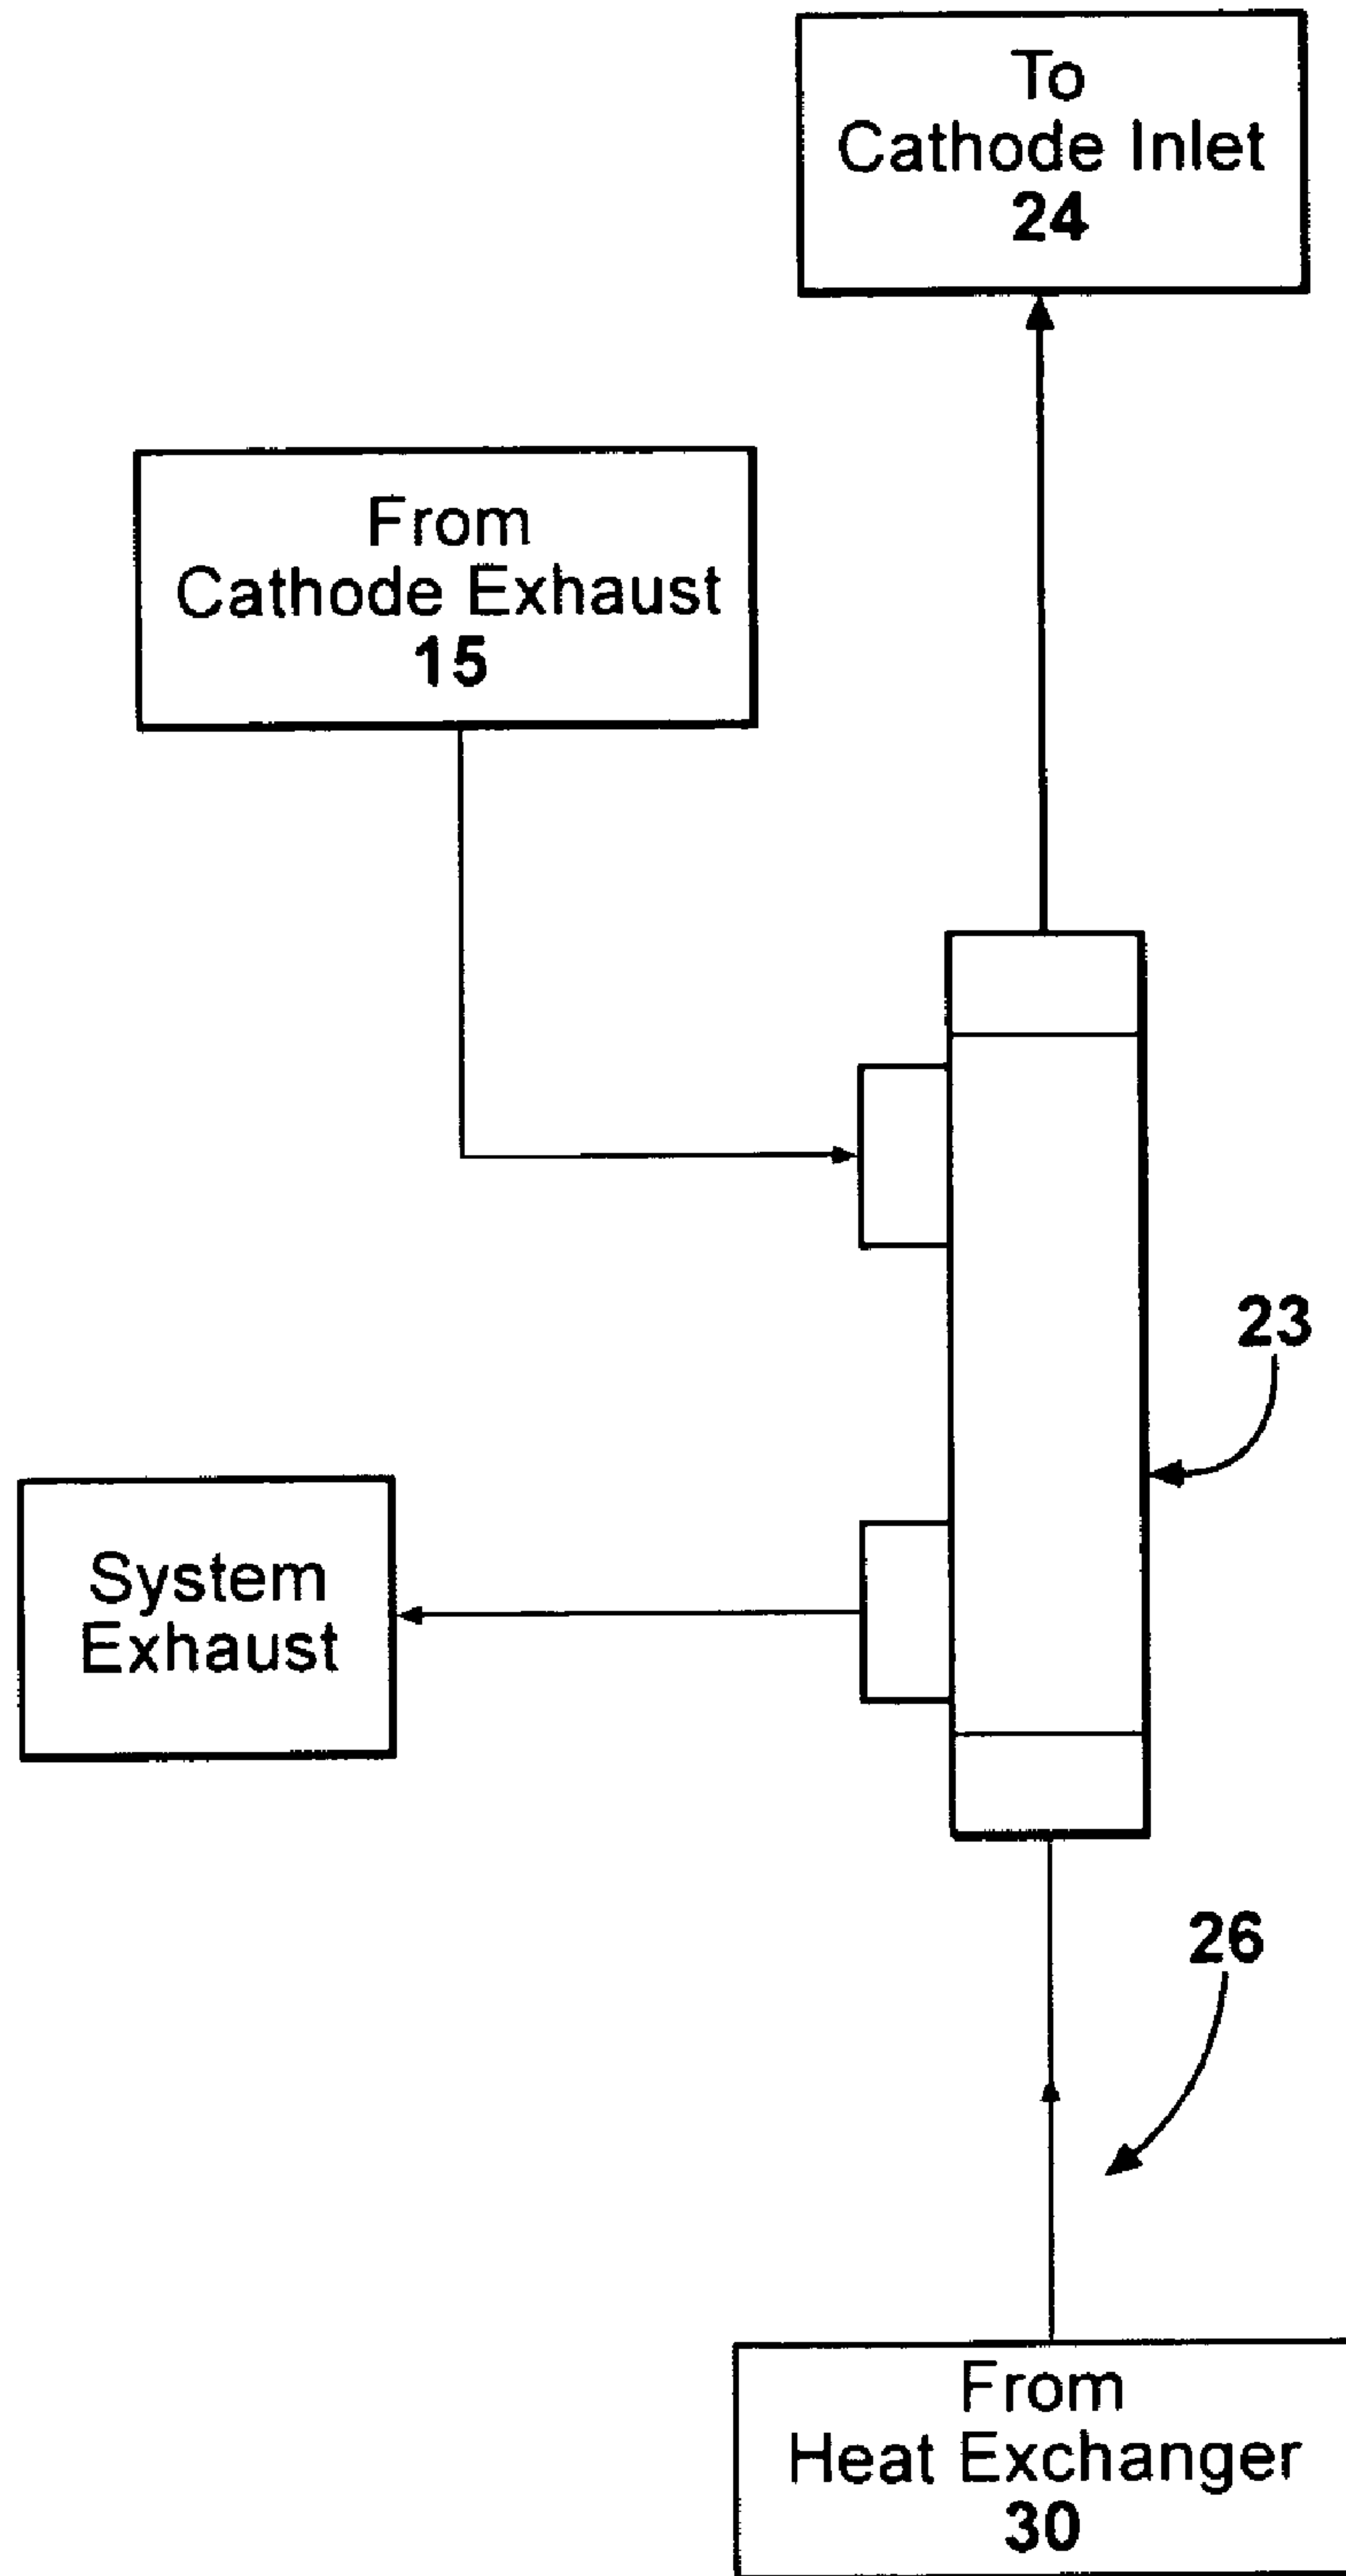 To
Cathode Inlet
24
From
Cathode Exhaust
15
23
System
Exhaust
26
From
Heat Exchanger
30